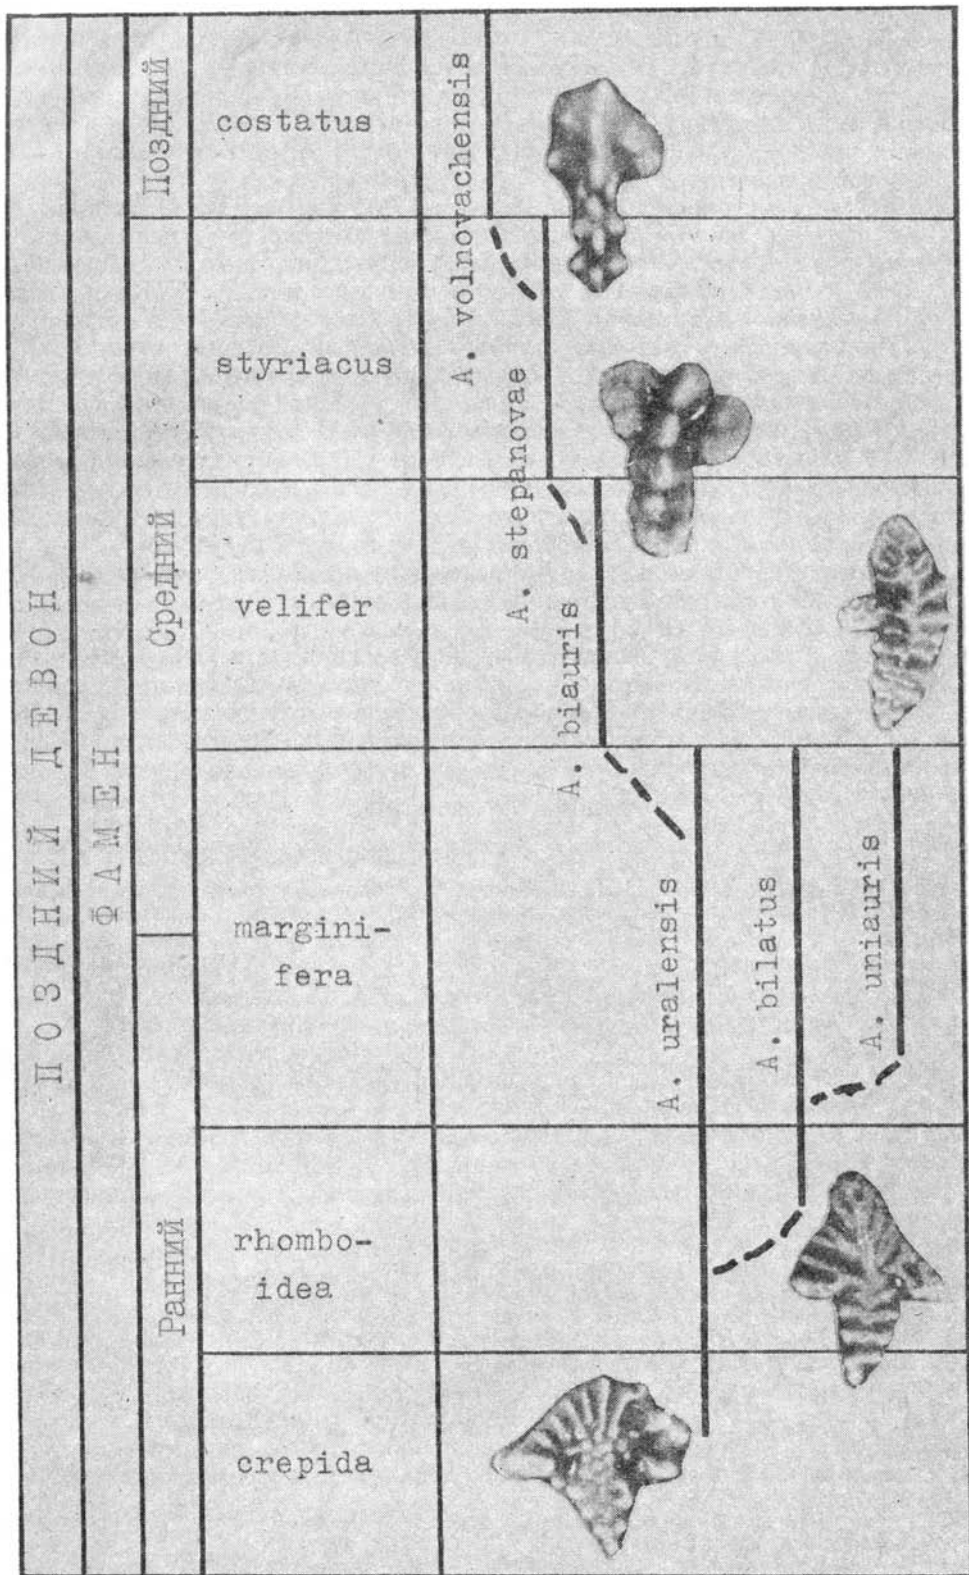 ПОЗДНИЙ ДЕВОН
ФАМЕН
Поздний
Средний
Ранний
costatus
styriacus
velifer
margini-
fera
rhombo-
idea
crepida
A. volnovachensis
A. stepanovae
A. biauris
A. uralensis
A. bilatus
A. uniauris